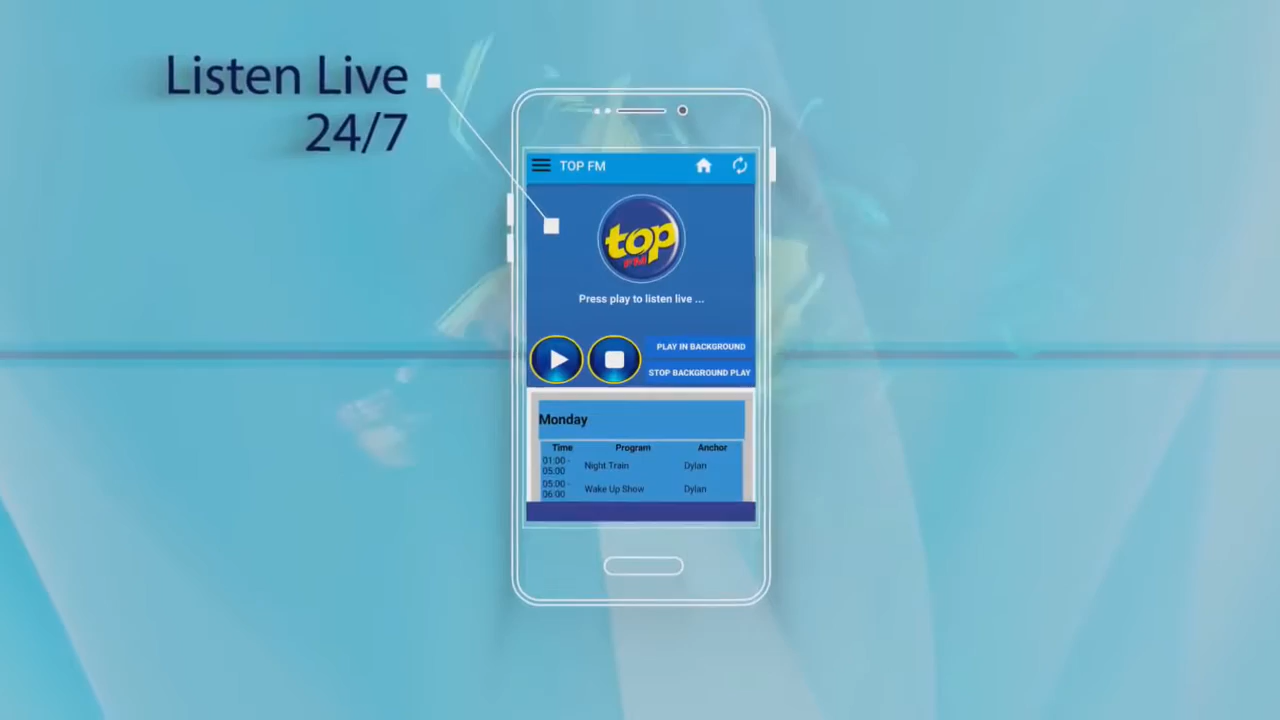 Listen Live
24/7
TOP FM
top
FM
Press play to listen live ...
PLAY IN BACKGROUND
STOP BACKGROUND PLAY
Monday
Time Program Anchor
01:00 -
05:00 Night Train Dylan
05:00 -
06:00 Wake Up Show Dylan